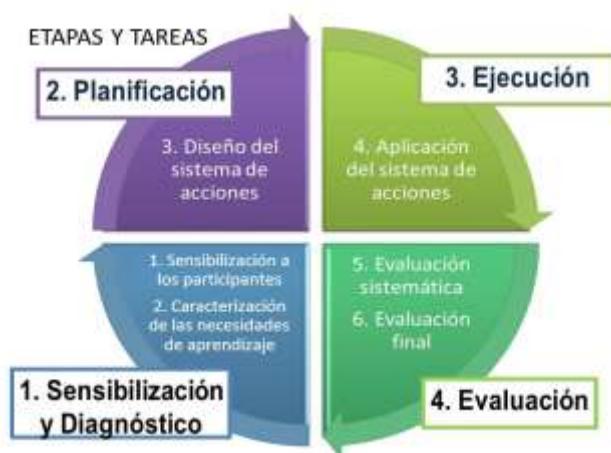 ETAPAS Y TAREAS
2. Planificación
3. Diseño del
sistema de
acciones
3. Ejecución
4. Aplicación
del sistema de
acciones
1. Sensibilización a
los participantes
2. Caracterización
de las necesidades
de aprendizaje
1. Sensibilización
y Diagnóstico
5. Evaluación
sistemática
6. Evaluación
final
4. Evaluación